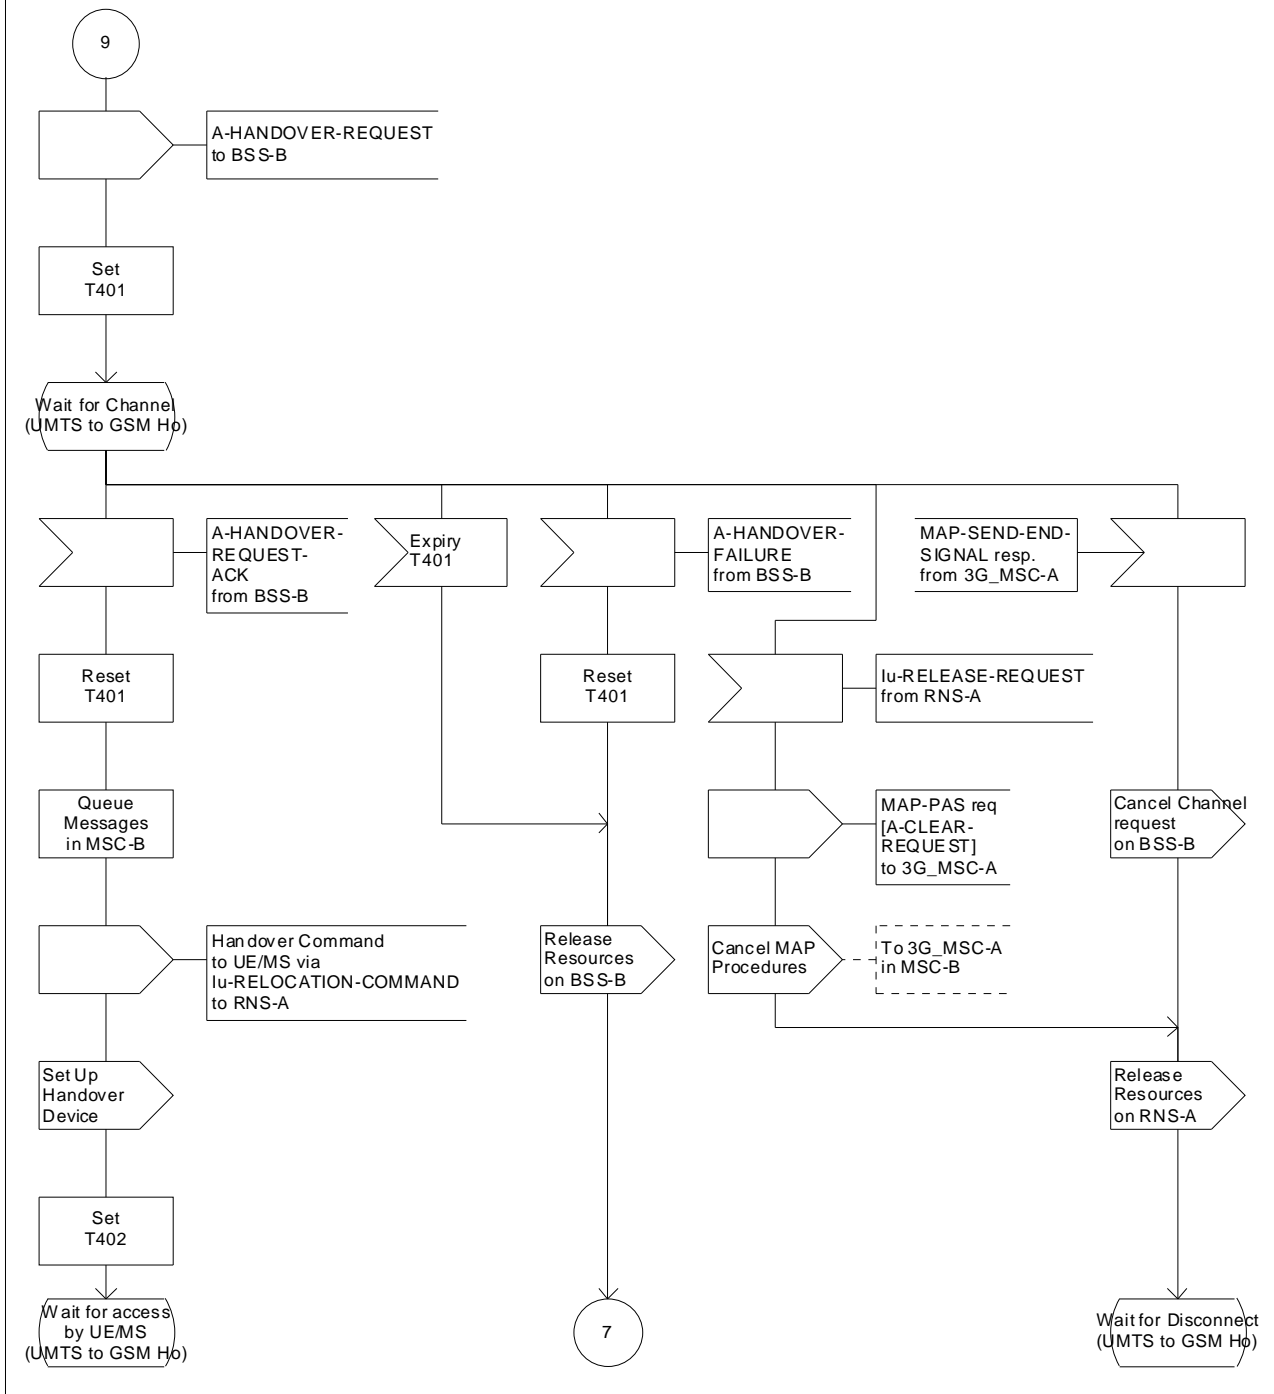 9
A-HANDOVER-REQUEST
to BSS-B
Set
T401
Wait for Channel
(UMTS to GSM Ho)
A-HANDOVER-
REQUEST-
ACK
from BSS-B
Expiry
T401
A-HANDOVER-
FAILURE
from BSS-B
MAP-SEND-END-
SIGNAL resp.
from 3G_MSC-A
Reset
T401
Reset
T401
Iu-RELEASE-REQUEST
from RNS-A
Queue
Messages
in MSC-B
MAP-PAS req
[A-CLEAR-
REQUEST]
to 3G_MSC-A
Cancel Channel
request
on BSS-B
Handover Command
to UE/MS via
Iu-RELOCATION-COMMAND
to RNS-A
Release
Resources
on BSS-B
Cancel MAP
Procedures
To 3G_MSC-A
in MSC-B
Set Up
Handover
Device
Release
Resources
on RNS-A
Set
T402
Wait for access
by UE/MS
(UMTS to GSM Ho)
7
Wait for Disconnect
(UMTS to GSM Ho)